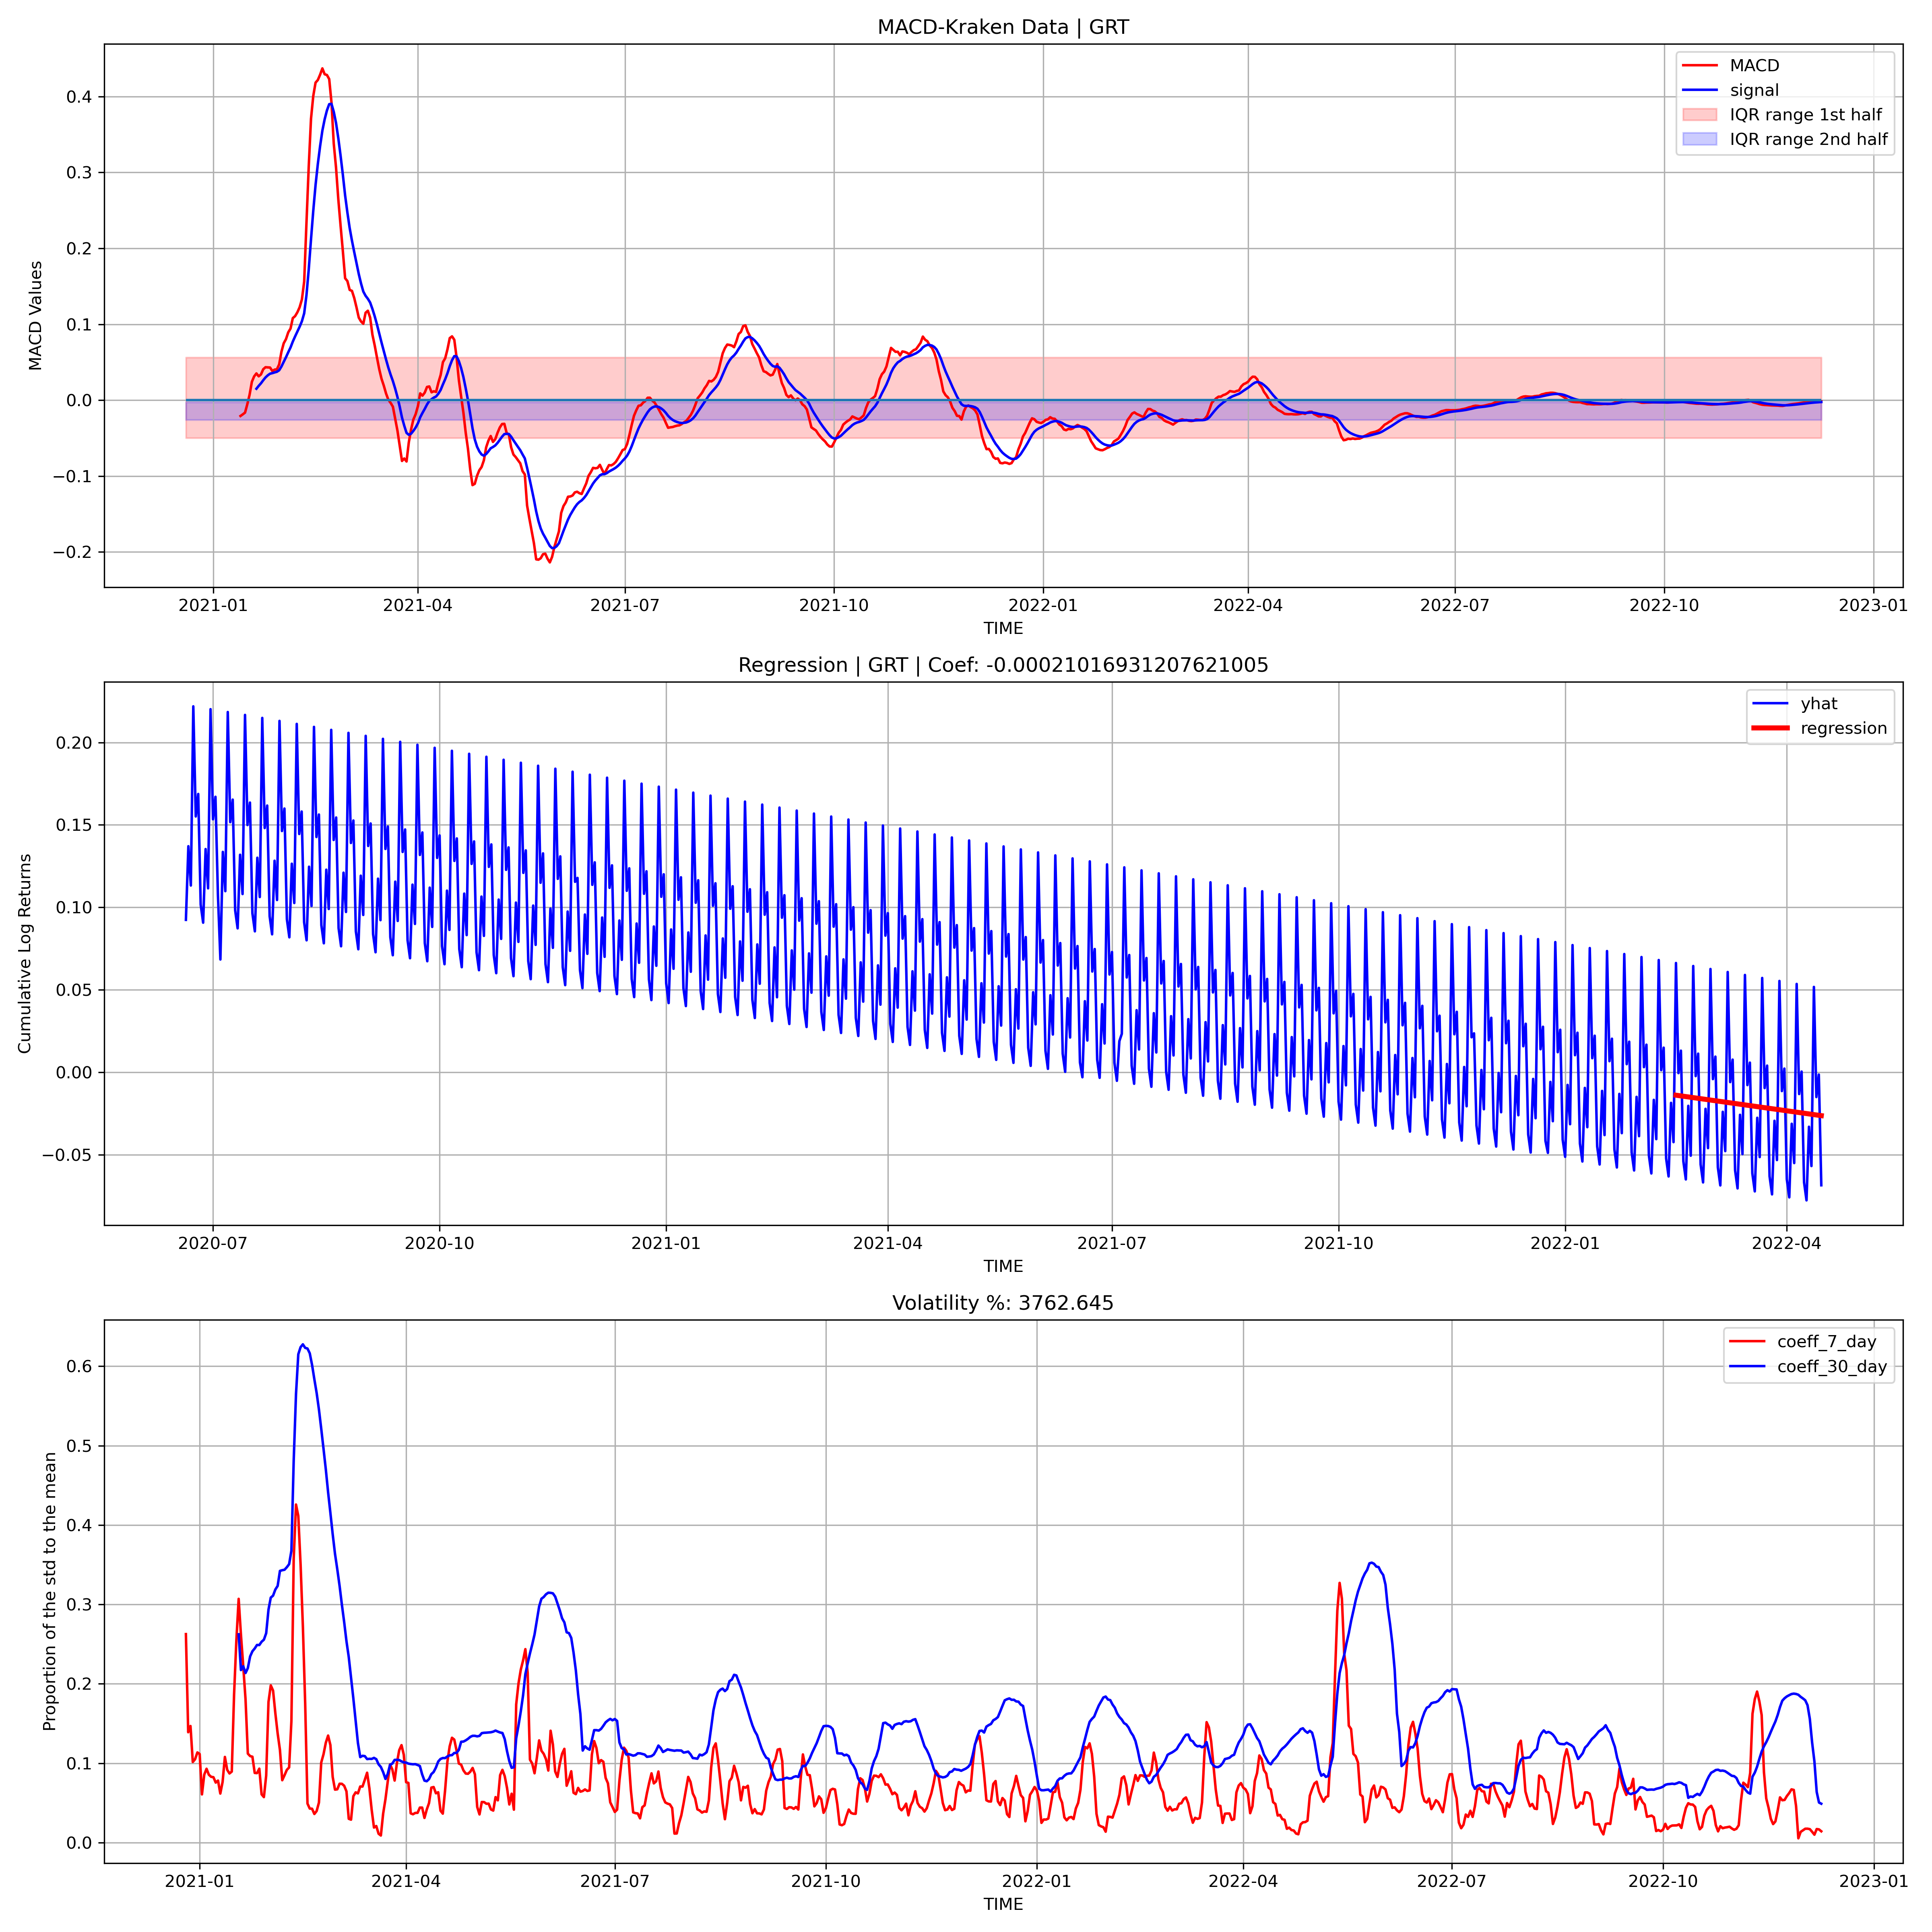 MACD-Kraken Data | GRT
MACD Values
0.4
0.3
0.2
0.1
0.0
−0.1
−0.2
MACD
signal
IQR range 1st half
IQR range 2nd half
2021-01 2021-04 2021-07 2021-10 2022-01 2022-04 2022-07 2022-10 2023-01
TIME
Regression | GRT | Coef: -0.00021016931207621005
Cumulative Log Returns
0.20
0.15
0.10
0.05
0.00
−0.05
yhat
regression
2020-07 2020-10 2021-01 2021-04 2021-07 2021-10 2022-01 2022-04
TIME
Volatility %: 3762.645
Proportion of the std to the mean
0.6
0.5
0.4
0.3
0.2
0.1
0.0
coeff_7_day
coeff_30_day
2021-01 2021-04 2021-07 2021-10 2022-01 2022-04 2022-07 2022-10 2023-01
TIME